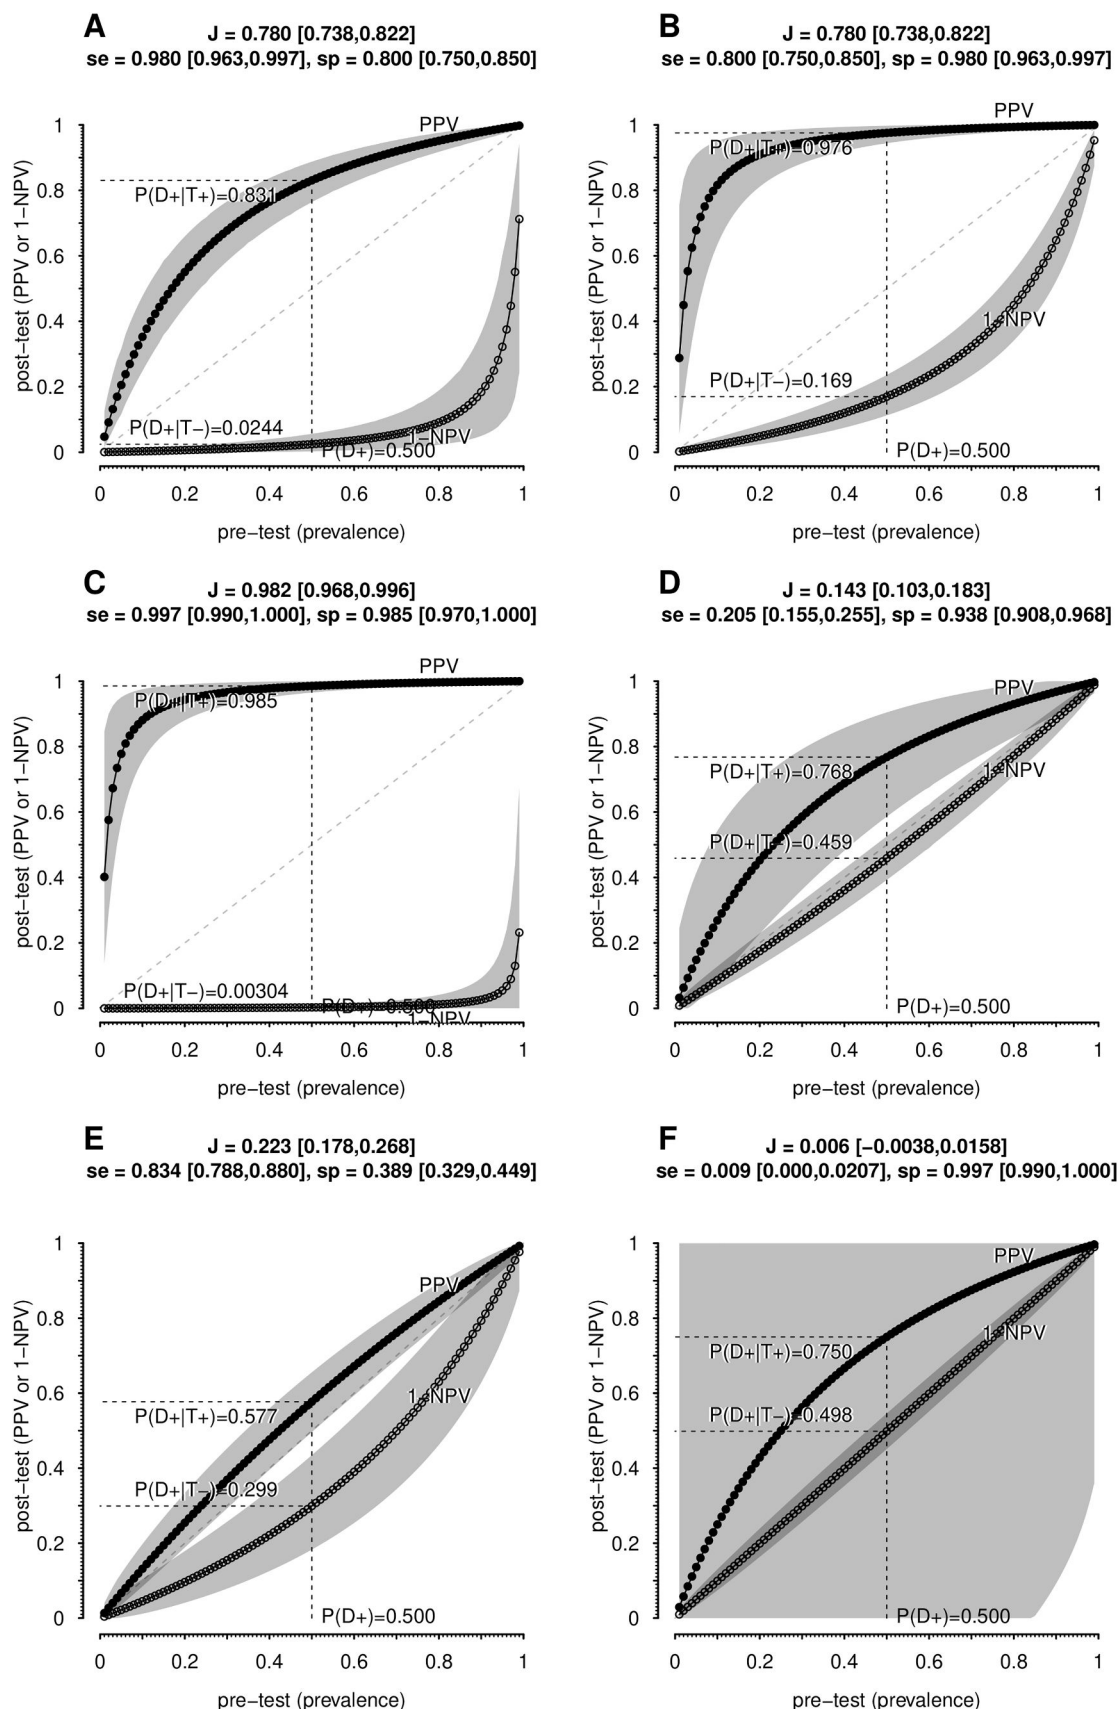 A
J = 0.780 [0.738,0.822]
se = 0.980 [0.963,0.997], sp = 0.800 [0.750,0.850]
post−test (PPV or 1−NPV)
1
0.8
0.6
0.4
0.2
0
PPV
P(D+|T+)=0.831
P(D+|T−)=0.0244
1−NPV
P(D+)=0.500
0 0.2 0.4 0.6 0.8 1
pre−test (prevalence)
B
J = 0.780 [0.738,0.822]
se = 0.800 [0.750,0.850], sp = 0.980 [0.963,0.997]
post−test (PPV or 1−NPV)
1
0.8
0.6
0.4
0.2
0
PPV
P(D+|T+)=0.976
1−NPV
P(D+|T−)=0.169
P(D+)=0.500
0 0.2 0.4 0.6 0.8 1
pre−test (prevalence)
C
J = 0.982 [0.968,0.996]
se = 0.997 [0.990,1.000], sp = 0.985 [0.970,1.000]
post−test (PPV or 1−NPV)
1
0.8
0.6
0.4
0.2
0
PPV
P(D+|T+)=0.985
P(D+|T−)=0.00304
P(D+)=0.500
1−NPV
0 0.2 0.4 0.6 0.8 1
pre−test (prevalence)
D
J = 0.143 [0.103,0.183]
se = 0.205 [0.155,0.255], sp = 0.938 [0.908,0.968]
post−test (PPV or 1−NPV)
1
0.8
0.6
0.4
0.2
0
PPV
P(D+|T+)=0.768
1−NPV
P(D+|T−)=0.459
P(D+)=0.500
0 0.2 0.4 0.6 0.8 1
pre−test (prevalence)
E
J = 0.223 [0.178,0.268]
se = 0.834 [0.788,0.880], sp = 0.389 [0.329,0.449]
post−test (PPV or 1−NPV)
1
0.8
0.6
0.4
0.2
0
PPV
1−NPV
P(D+|T+)=0.577
P(D+|T−)=0.299
P(D+)=0.500
0 0.2 0.4 0.6 0.8 1
pre−test (prevalence)
F
J = 0.006 [−0.0038,0.0158]
se = 0.009 [0.000,0.0207], sp = 0.997 [0.990,1.000]
post−test (PPV or 1−NPV)
1
0.8
0.6
0.4
0.2
0
PPV
1−NPV
P(D+|T+)=0.750
P(D+|T−)=0.498
P(D+)=0.500
0 0.2 0.4 0.6 0.8 1
pre−test (prevalence)